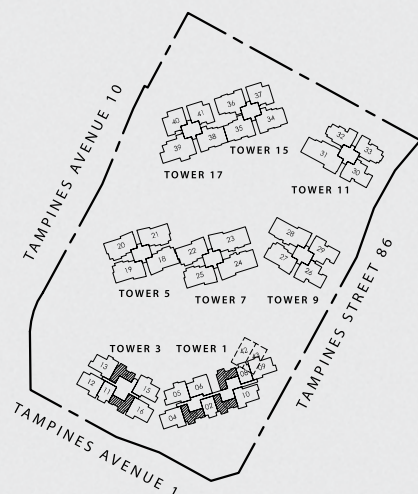 TAMPINES AVENUE 10
40 41 36 37
39 38 35 34
TOWER 15
TOWER 17
32 33
31 30
TOWER 11
20 21 22 23
19 18 25 24
TOWER 5
TOWER 7
28 29
27 26
TOWER 9
TAMPINES STREET 86
TOWER 3
TOWER 1
13 15
12 11 16
05 06 08 09
04 02 10
TAMPINES AVENUE 1